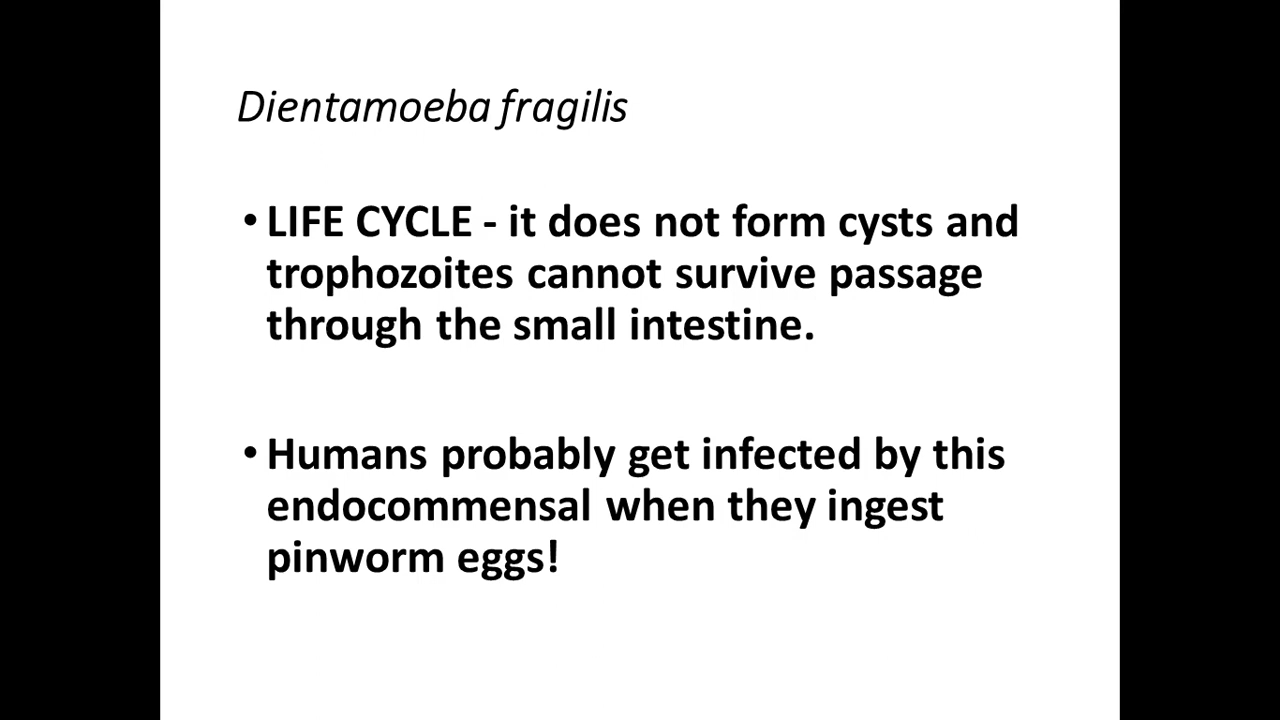 Dientamoeba fragilis
• LIFE CYCLE - it does not form cysts and
trophozoites cannot survive passage
through the small intestine.
• Humans probably get infected by this
endocommensal when they ingest
pinworm eggs!